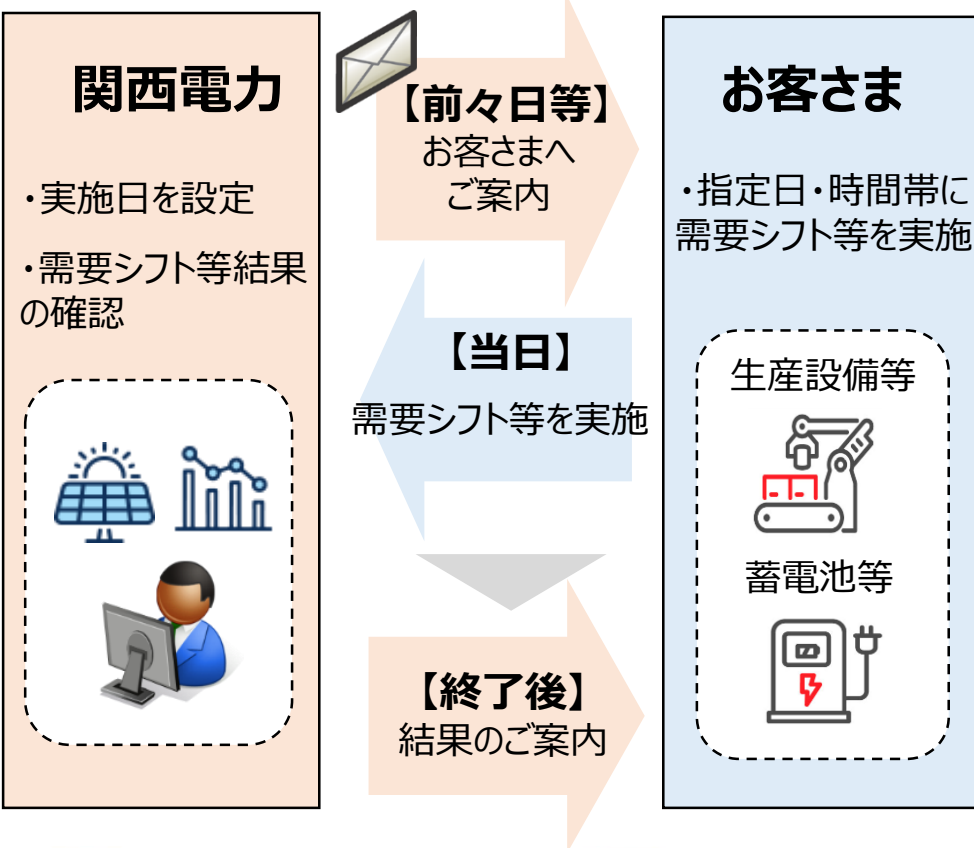 関西電力
・実施日を設定
・需要シフト等結果
の確認
【前々日等】
お客さまへ
ご案内
【当日】
需要シフト等を実施
【終了後】
結果のご案内
お客さま
・指定日・時間帯に
需要シフト等を実施
生産設備等
蓄電池等